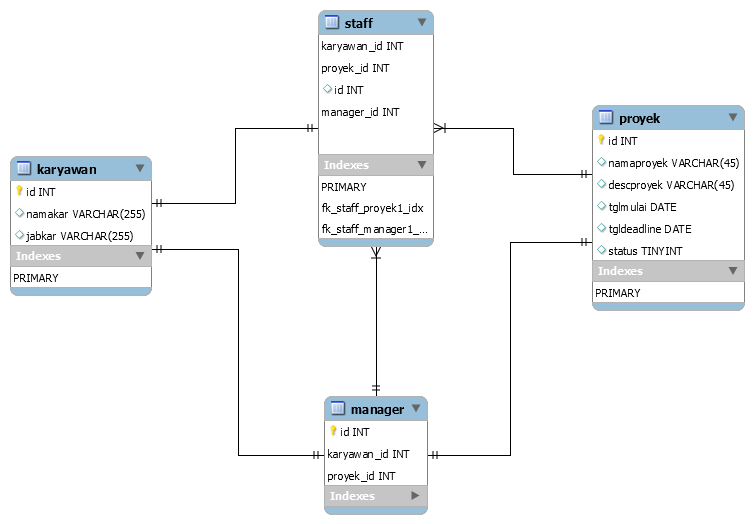 staff
karyawan_id INT
proyek_id INT
id INT
manager_id INT
Indexes
PRIMARY
fk_staff_proyek1_idx
fk_staff_manager1_...
proyek
id INT
namaproyek VARCHAR(45)
descproyek VARCHAR(45)
tglmulai DATE
tgldeadline DATE
status TINYINT
Indexes
PRIMARY
karyawan
id INT
namakar VARCHAR(255)
jabkar VARCHAR(255)
Indexes
PRIMARY
manager
id INT
karyawan_id INT
proyek_id INT
Indexes